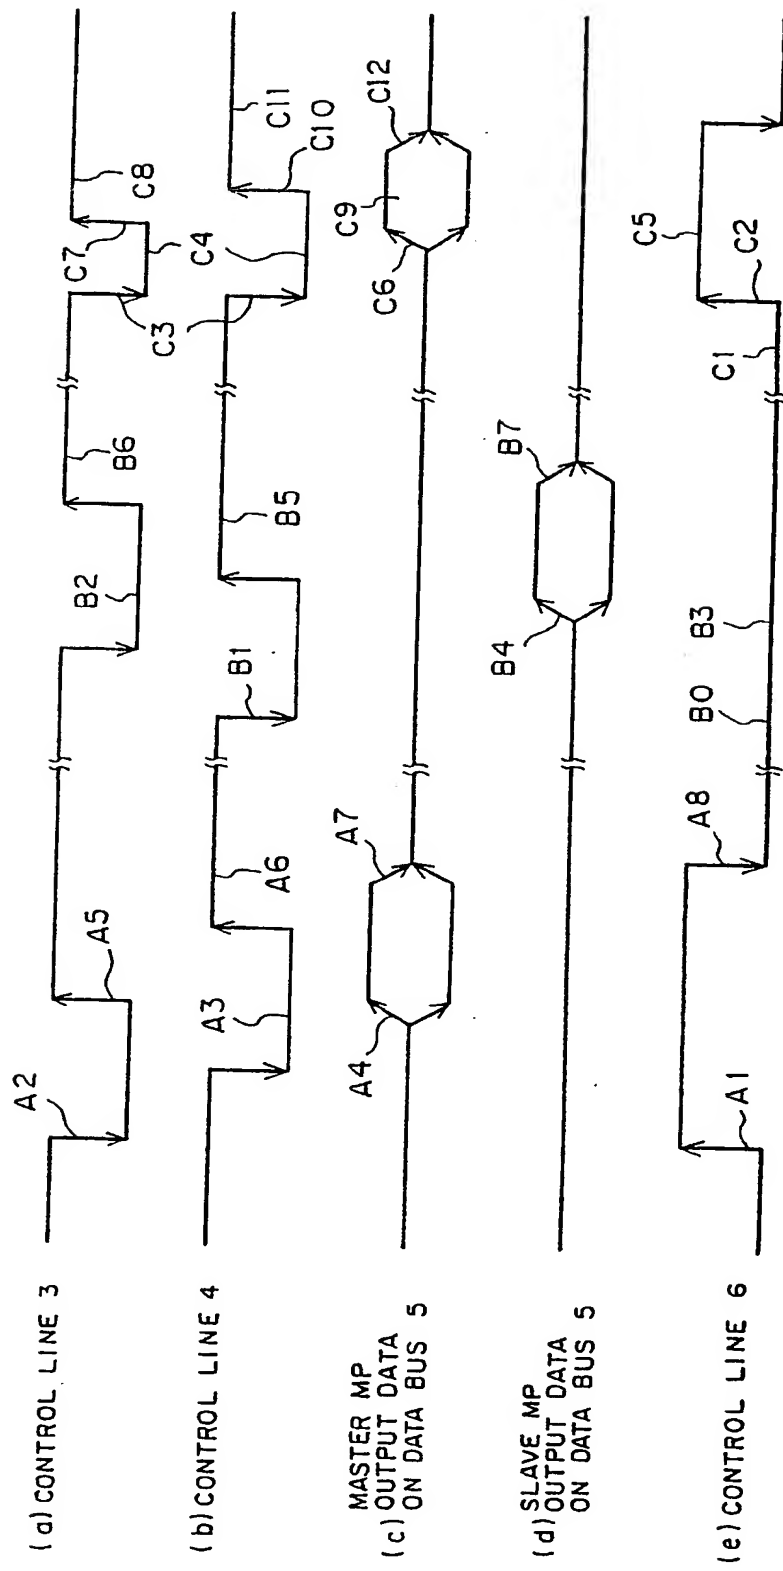 (a) CONTROL LINE 3
A2
A5
B2
B6
C3
C7
C8
(b) CONTROL LINE 4
A3
A6
B1
B5
C4
C10
C11
MASTER MP
(c) OUTPUT DATA
ON DATA BUS 5
A4
A7
C6
C9
C12
SLAVE MP
(d) OUTPUT DATA
ON DATA BUS 5
B4
B7
(e) CONTROL LINE 6
A1
A8
B0
B3
C1
C2
C5